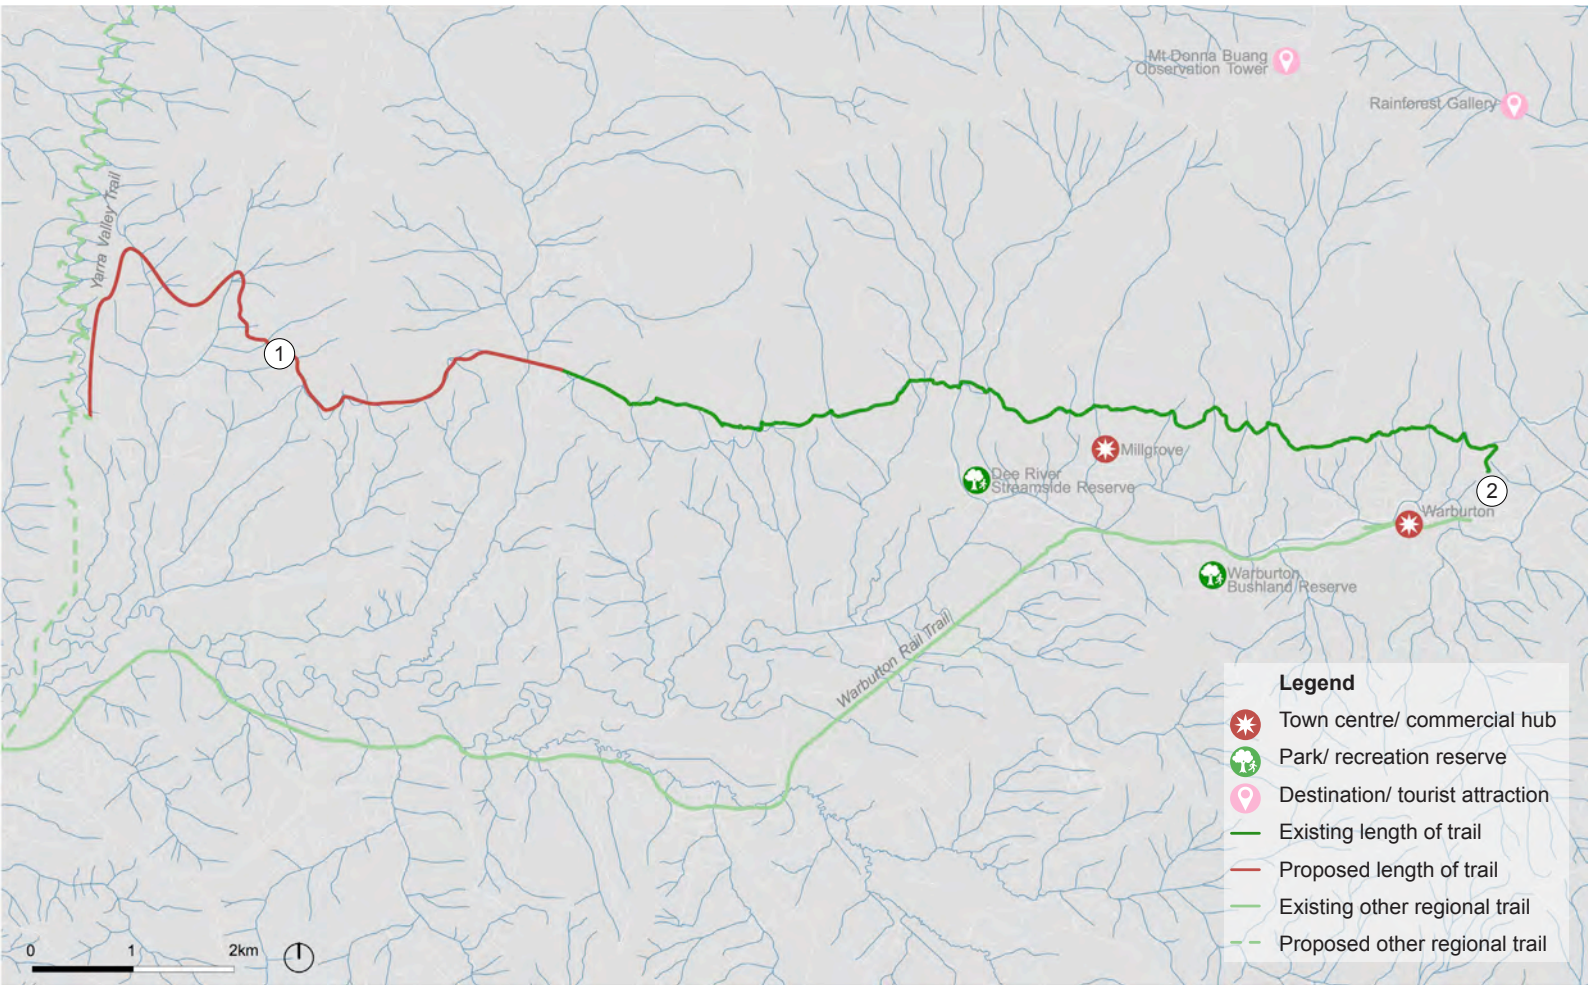 Mt Donna Buang
Observation Tower
Rainforest Gallery
Yarra Valley Trail
1
Millgrove
Dee River
Streamside Reserve
2
Warburton
Warburton
Bushland Reserve
Warburton Rail Trail
Legend
Town centre/ commercial hub
Park/ recreation reserve
Destination/ tourist attraction
Existing length of trail
Proposed length of trail
Existing other regional trail
Proposed other regional trail
0 1 2km